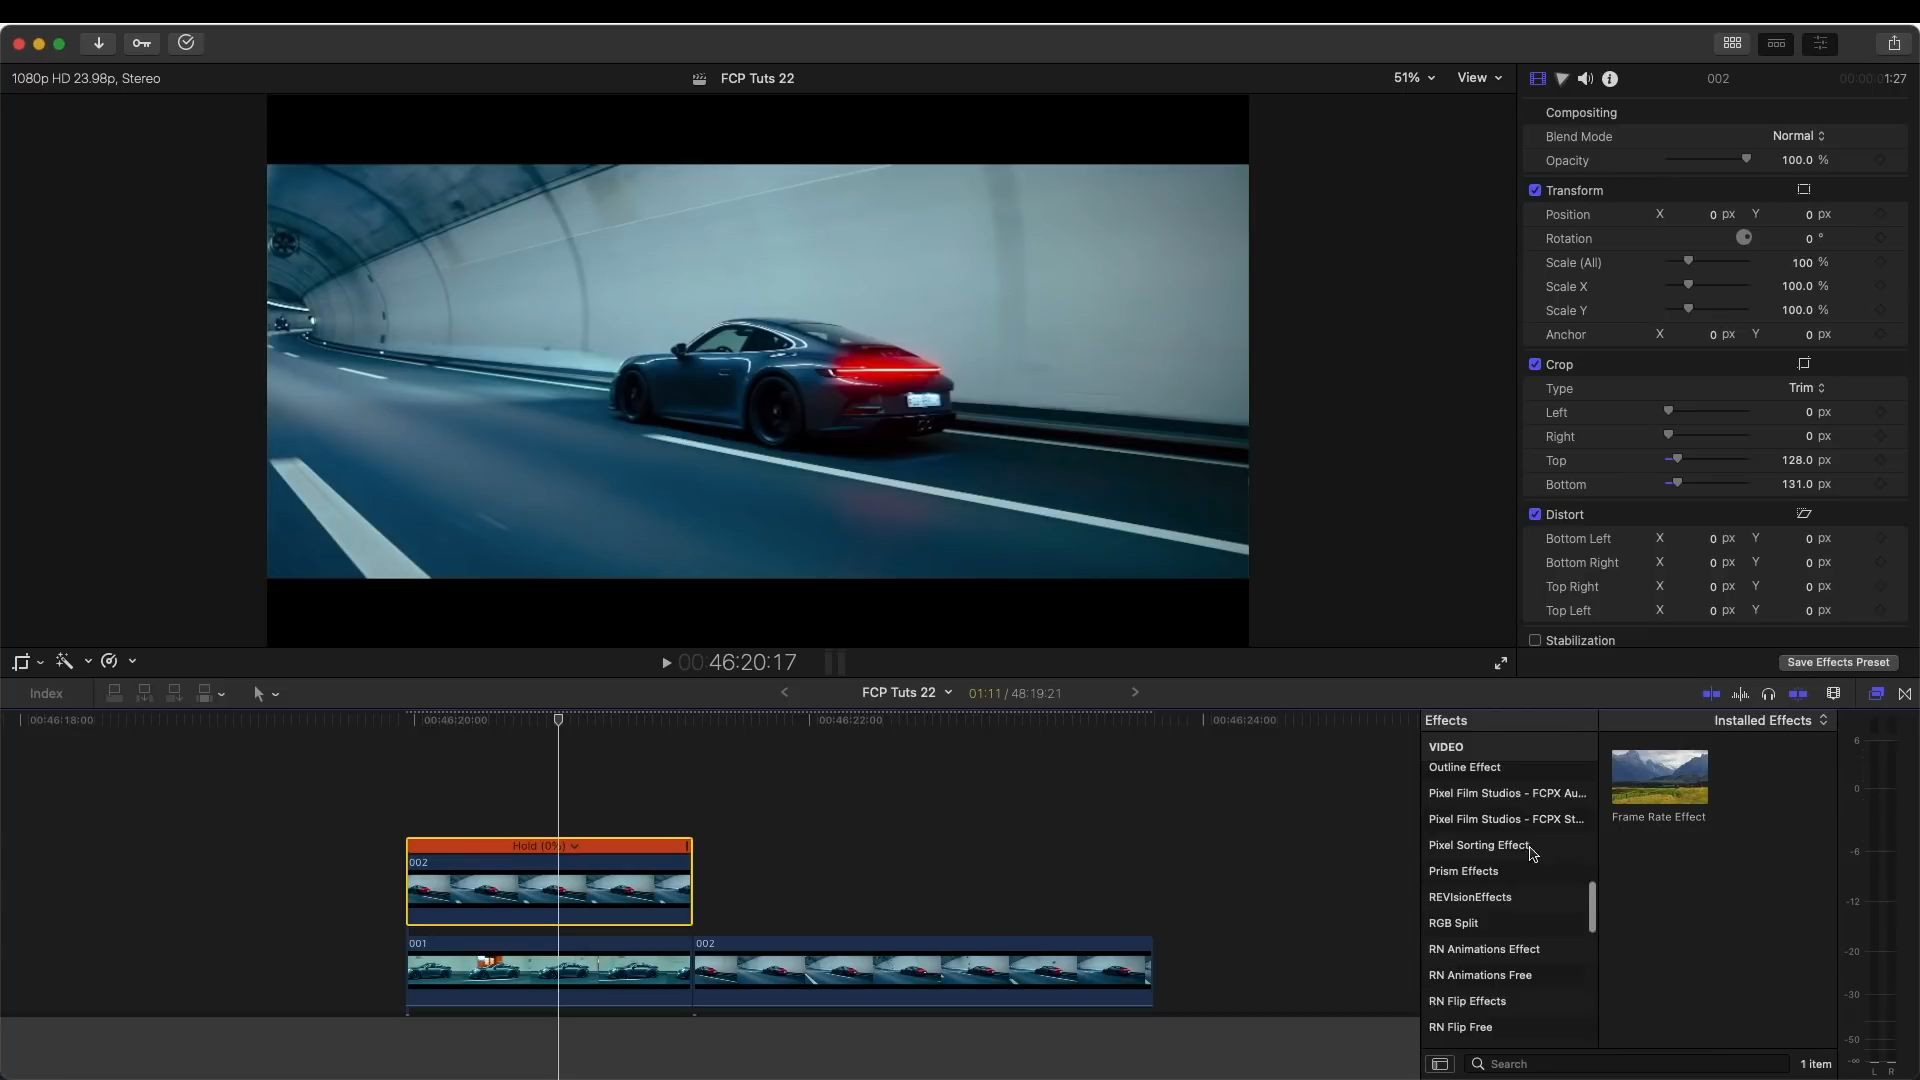 1080p HD 23.98p, Stereo
FCP Tuts 22
51%
View
002
00:00:01:27
Compositing
Blend Mode Normal
Opacity 100.0 %
Transform
Position X 0 px Y 0 px
Rotation 0 °
Scale (All) 100 %
Scale X 100.0 %
Scale Y 100.0 %
Anchor X 0 px Y 0 px
Crop
Type Trim
Left 0 px
Right 0 px
Top 128.0 px
Bottom 131.0 px
Distort
Bottom Left X 0 px Y 0 px
Bottom Right X 0 px Y 0 px
Top Right X 0 px Y 0 px
Top Left X 0 px Y 0 px
Stabilization
00:46:20:17
Save Effects Preset
Index
FCP Tuts 22
01:11 / 48:19:21
00:46:18:00
00:46:20:00
00:46:22:00
00:46:24:00
Hold (0%)
002
001
002
Effects
Installed Effects
VIDEO
Outline Effect
Pixel Film Studios - FCPX Au...
Pixel Film Studios - FCPX St...
Pixel Sorting Effect
Prism Effects
REVIsionEffects
RGB Split
RN Animations Effect
RN Animations Free
RN Flip Effects
RN Flip Free
Frame Rate Effect
Search
1 item
6
0
-6
-12
-20
-30
-50
-∞
L R